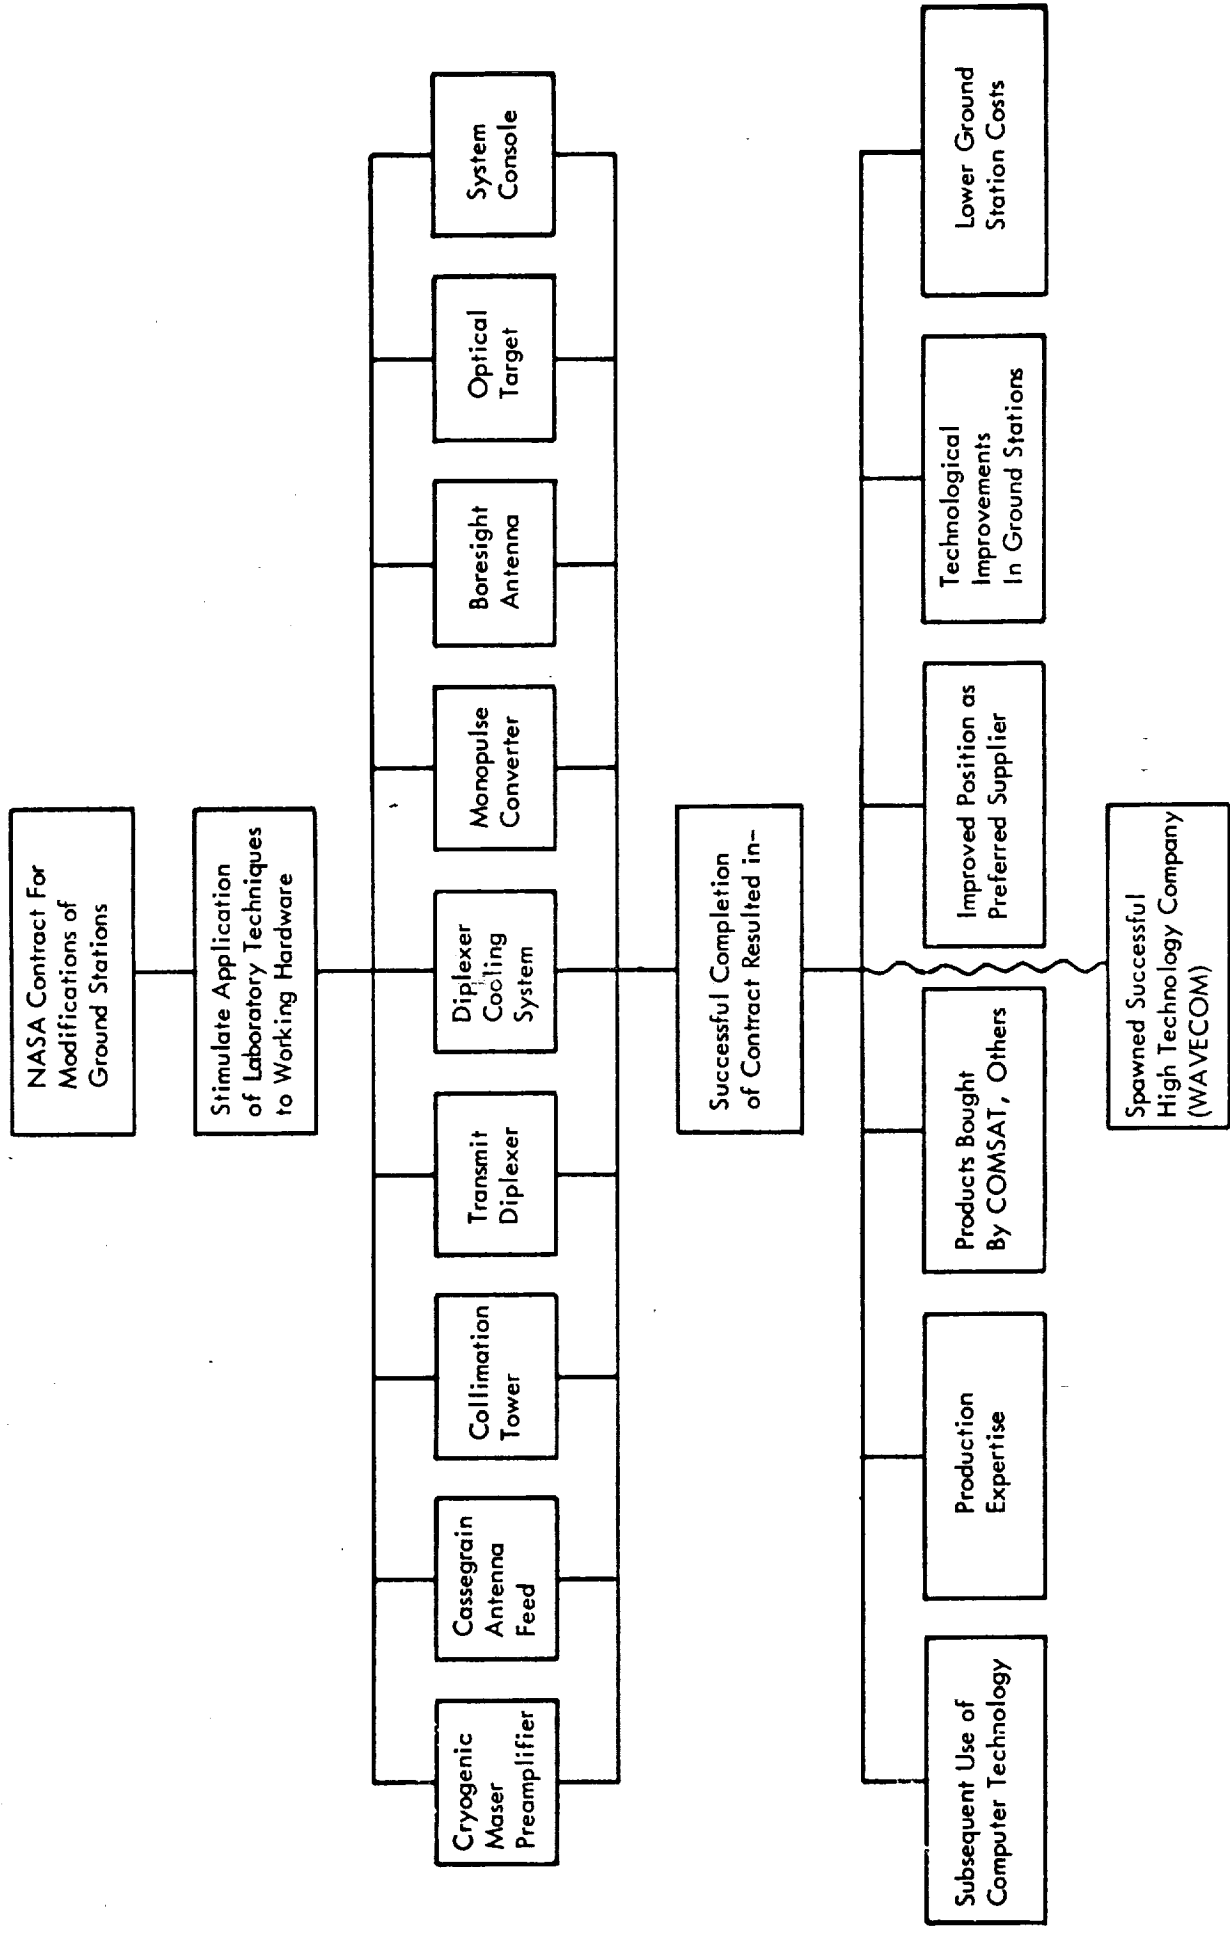 NASA Contract For
Modifications of
Ground Stations
Stimulate Application
of Laboratory Techniques
to Working Hardware
Cryogenic
Maser
Preamplifier
Cassegrain
Antenna
Feed
Collimation
Tower
Transmit
Diplexer
Diplexer
Cooling
System
Monopulse
Converter
Boresight
Antenna
Optical
Target
System
Console
Successful Completion
of Contract Resulted in-
Subsequent Use of
Computer Technology
Production
Expertise
Products Bought
By COMSAT, Others
Improved Position as
Preferred Supplier
Technological
Improvements
In Ground Stations
Lower Ground
Station Costs
Spawned Successful
High Technology Company
(WAVECOM)